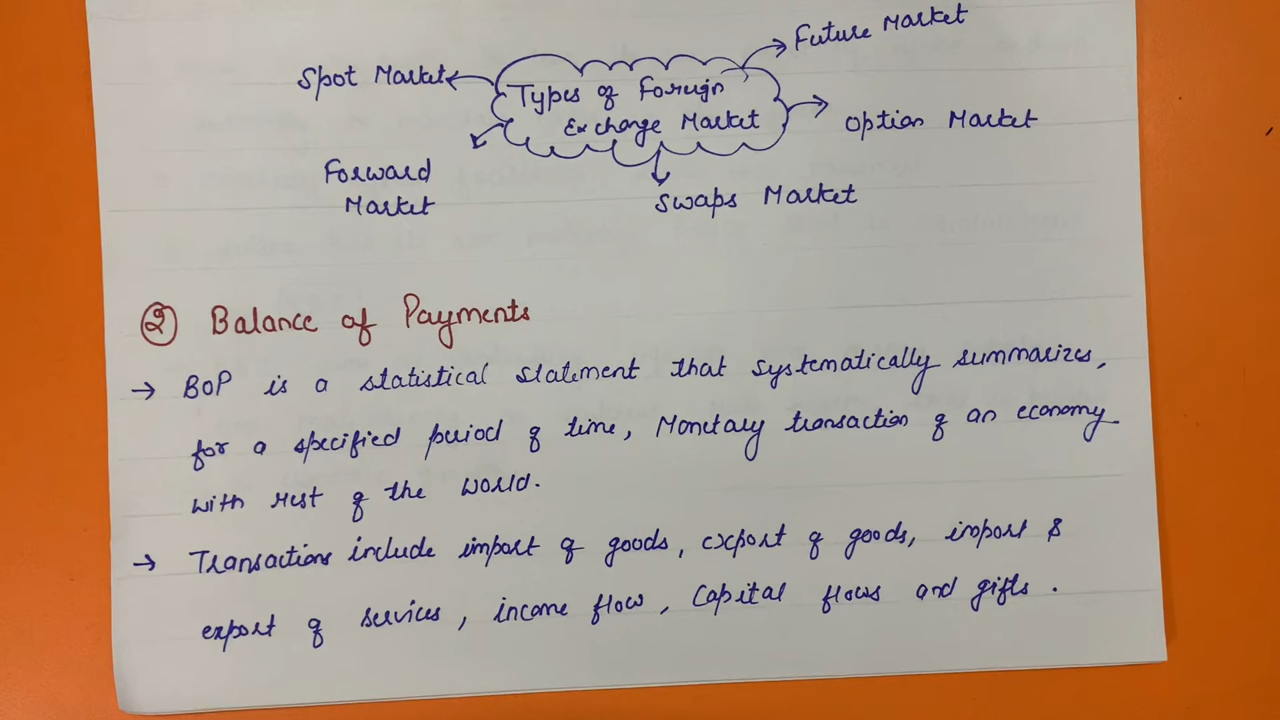 Future Market
Spot Market
Types of Foreign
Exchange Market
Option Market
Forward
Market
Swaps Market
② Balance of Payments
→ BoP is a statistical statement that systematically summarizes,
for a specified period of time, Monetary transaction of an economy
with rest of the world.
→ Transactions include import of goods, export of goods, import &
export of services, income flow, Capital flows and gifts.